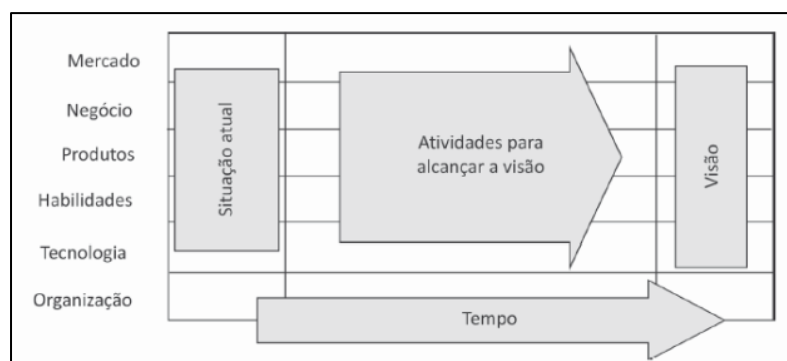 Mercado
Negócio
Produtos
Habilidades
Tecnologia
Organização
Situação atual
Atividades para
alcançar a visão
Visão
Tempo